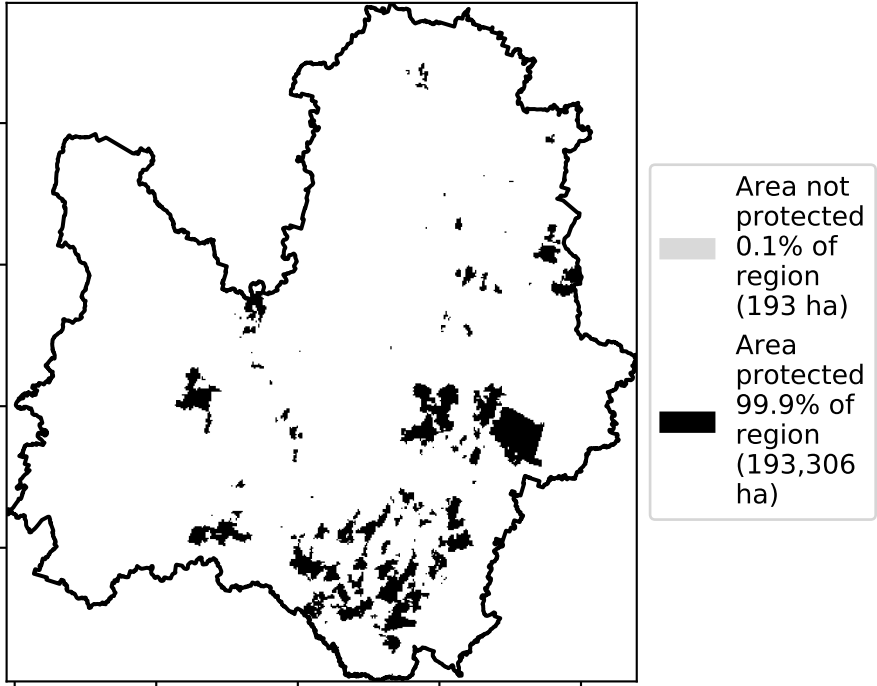 Area not
protected
0.1% of
region
(193 ha)
Area
protected
99.9% of
region
(193,306
ha)